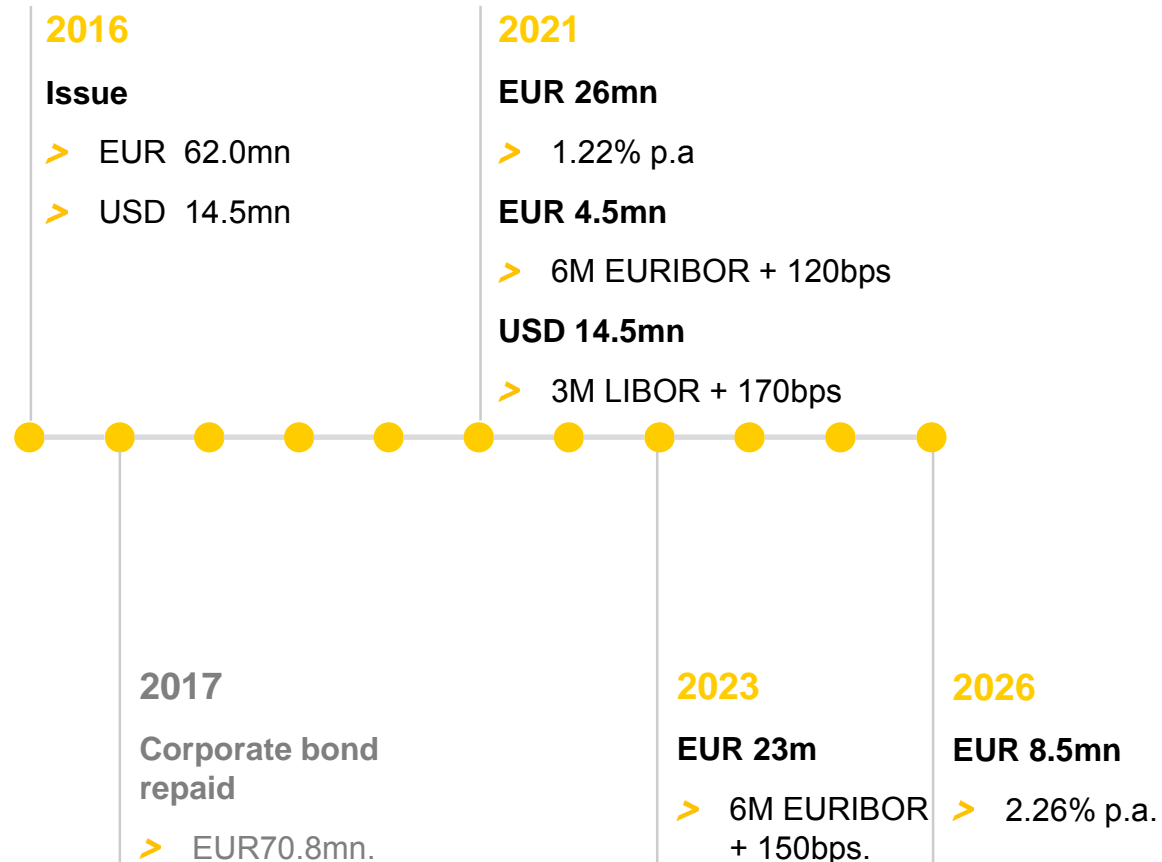 2016
Issue
> EUR 62.0mn
> USD 14.5mn
2021
EUR 26mn
> 1.22% p.a
EUR 4.5mn
> 6M EURIBOR + 120bps
USD 14.5mn
> 3M LIBOR + 170bps
2017
Corporate bond
repaid
> EUR70.8mn.
2023
EUR 23m
> 6M EURIBOR
+ 150bps.
2026
EUR 8.5mn
> 2.26% p.a.